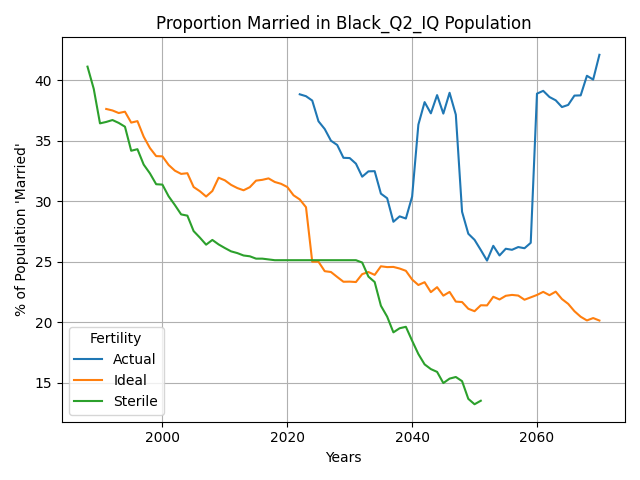 Proportion Married in Black_Q2_IQ Population
% of Population 'Married'
40
35
30
25
20
15
Fertility
Actual
Ideal
Sterile
2000
2020
2040
2060
Years